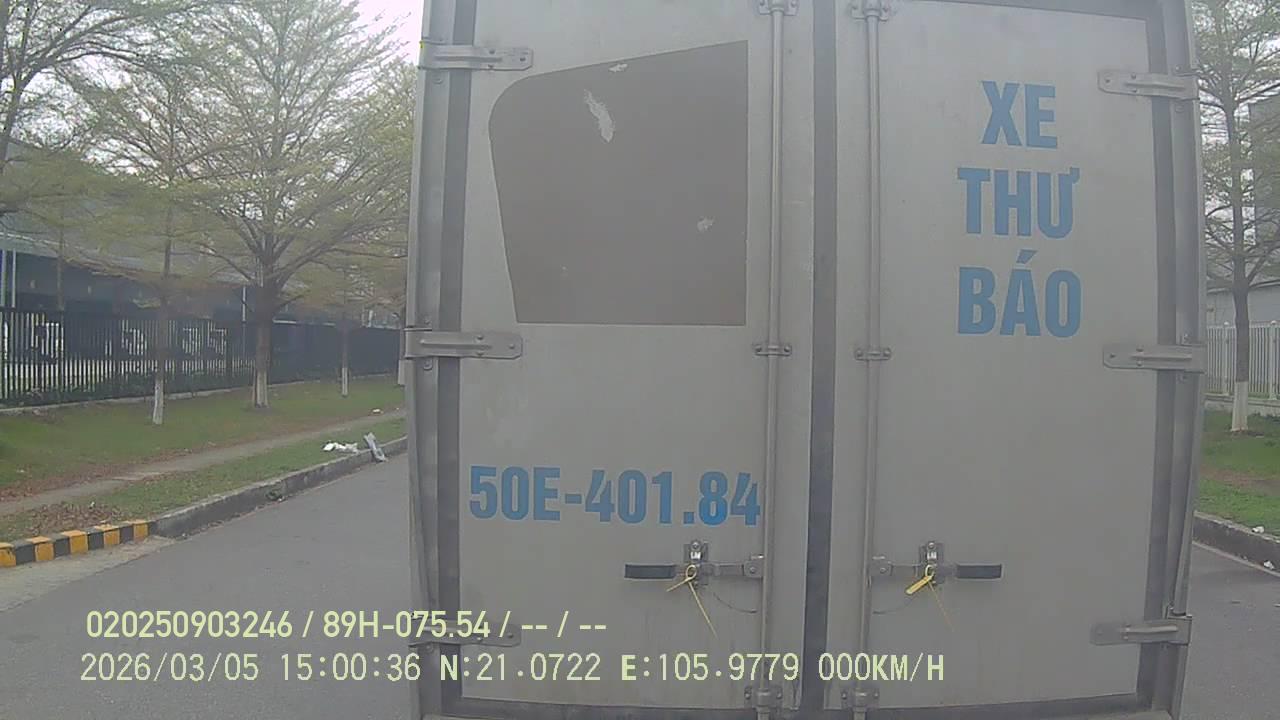 XE
THƯ
BÁO
50E-401.84
020250903246 / 89H-075.54 / -- / --
2026/03/05 15:00:36 N:21.0722 E:105.9779 000KM/H